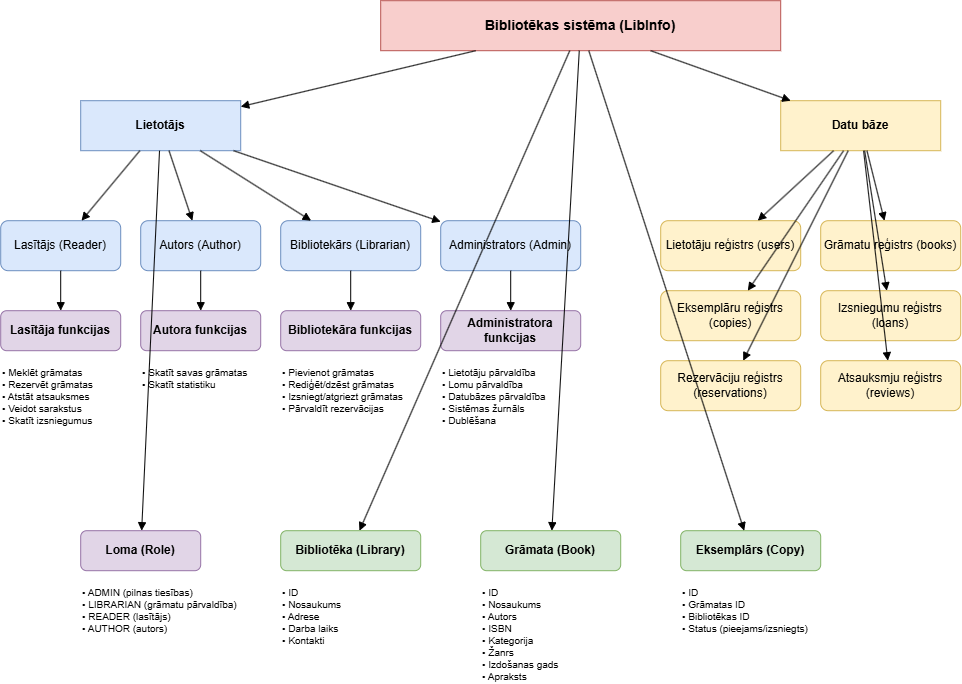 Bibliotēkas sistēma (LibInfo)
Lietotājs
Datu bāze
Lasītājs (Reader)
Autors (Author)
Bibliotekārs (Librarian)
Administrators (Admin)
Lietotāju reģistrs (users)
Grāmatu reģistrs (books)
Lasītāja funkcijas
Autora funkcijas
Bibliotekāra funkcijas
Administratora
funkcijas
Eksemplāru reģistrs
(copies)
Izsniegumu reģistrs
(loans)
Rezervāciju reģistrs
(reservations)
Atsauksmju reģistrs
(reviews)
• Meklēt grāmatas
• Rezervēt grāmatas
• Atstāt atsauksmes
• Veidot sarakstus
• Skatīt izsniegumus
• Skatīt savas grāmatas
• Skatīt statistiku
• Pievienot grāmatas
• Rediģēt/dzēst grāmatas
• Izsniegt/atgriezt grāmatas
• Pārvaldīt rezervācijas
• Lietotāju pārvaldība
• Lomu pārvaldība
• Datubāzes pārvaldība
• Sistēmas žurnāls
• Dublēšana
Loma (Role)
Bibliotēka (Library)
Grāmata (Book)
Eksemplārs (Copy)
• ADMIN (pilnas tiesības)
• LIBRARIAN (grāmatu pārvaldība)
• READER (lasītājs)
• AUTHOR (autors)
• ID
• Nosaukums
• Adrese
• Darba laiks
• Kontakti
• ID
• Nosaukums
• Autors
• ISBN
• Kategorija
• Žanrs
• Izdošanas gads
• Apraksts
• ID
• Grāmatas ID
• Bibliotēkas ID
• Status (pieejams/izsniegts)